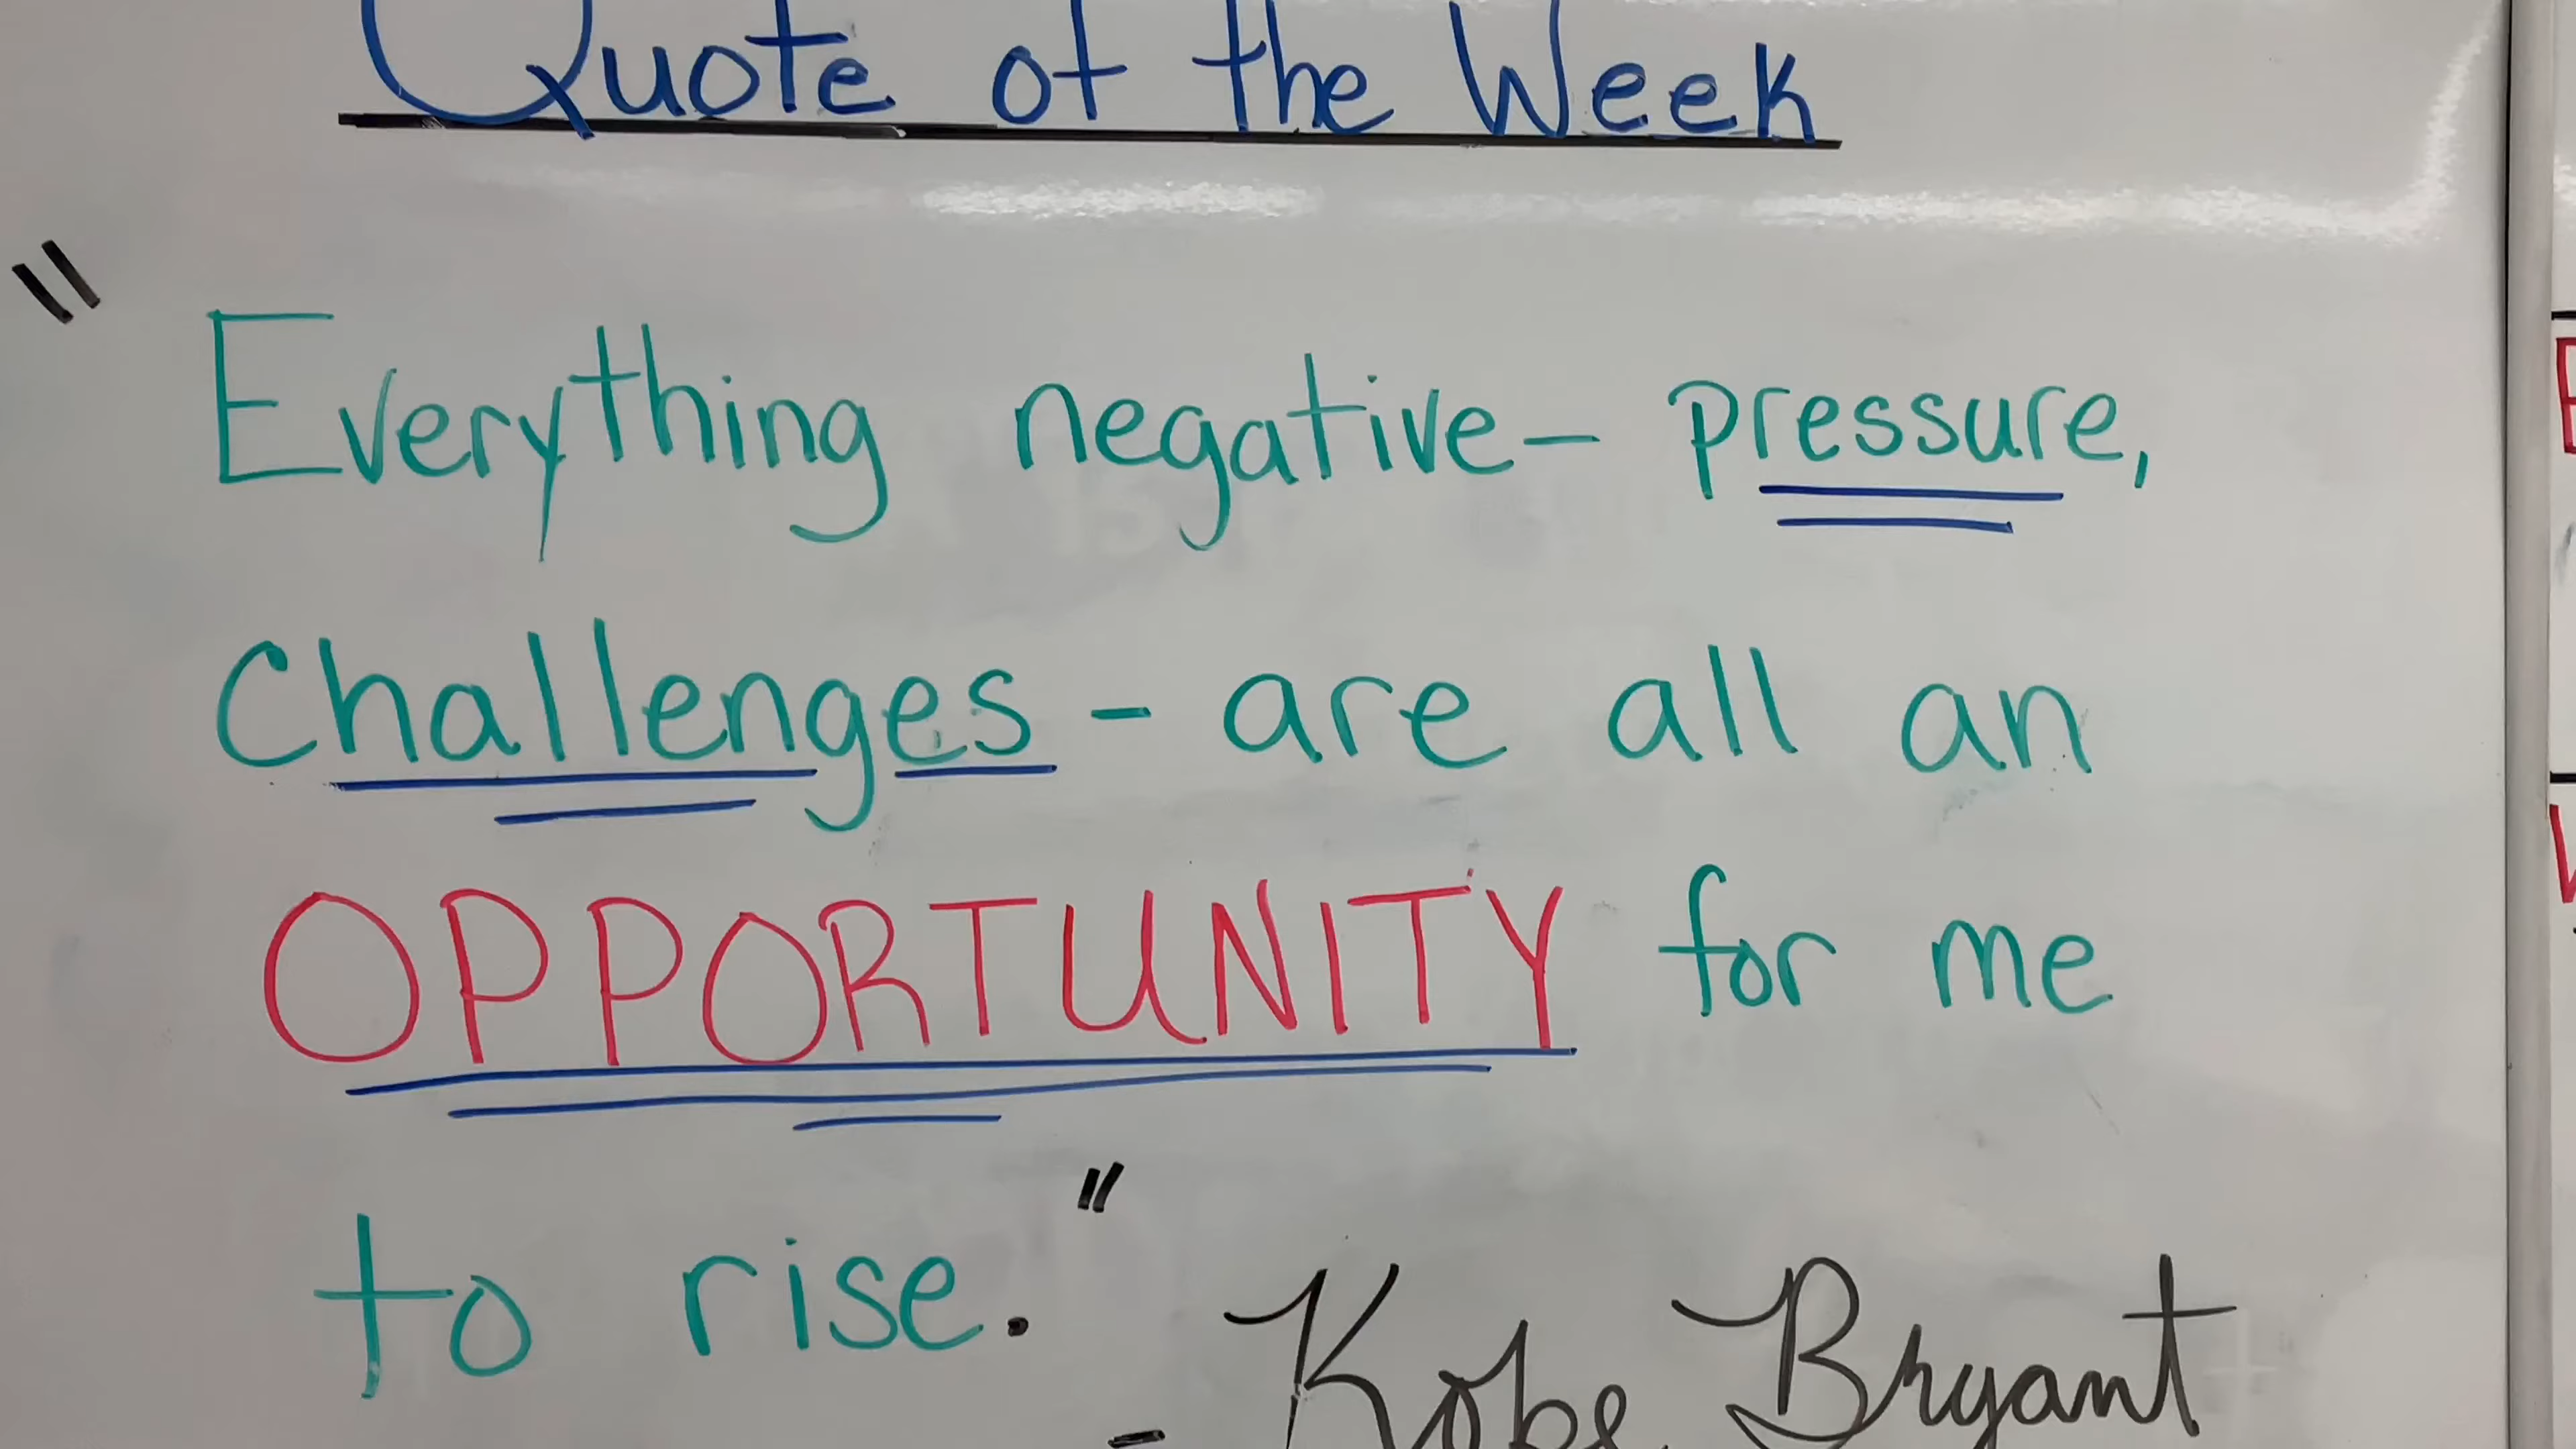 Quote of the Week
"Everything negative- pressure,
Challenges - are all an
OPPORTUNITY for me
to rise."
- Kobe Bryant